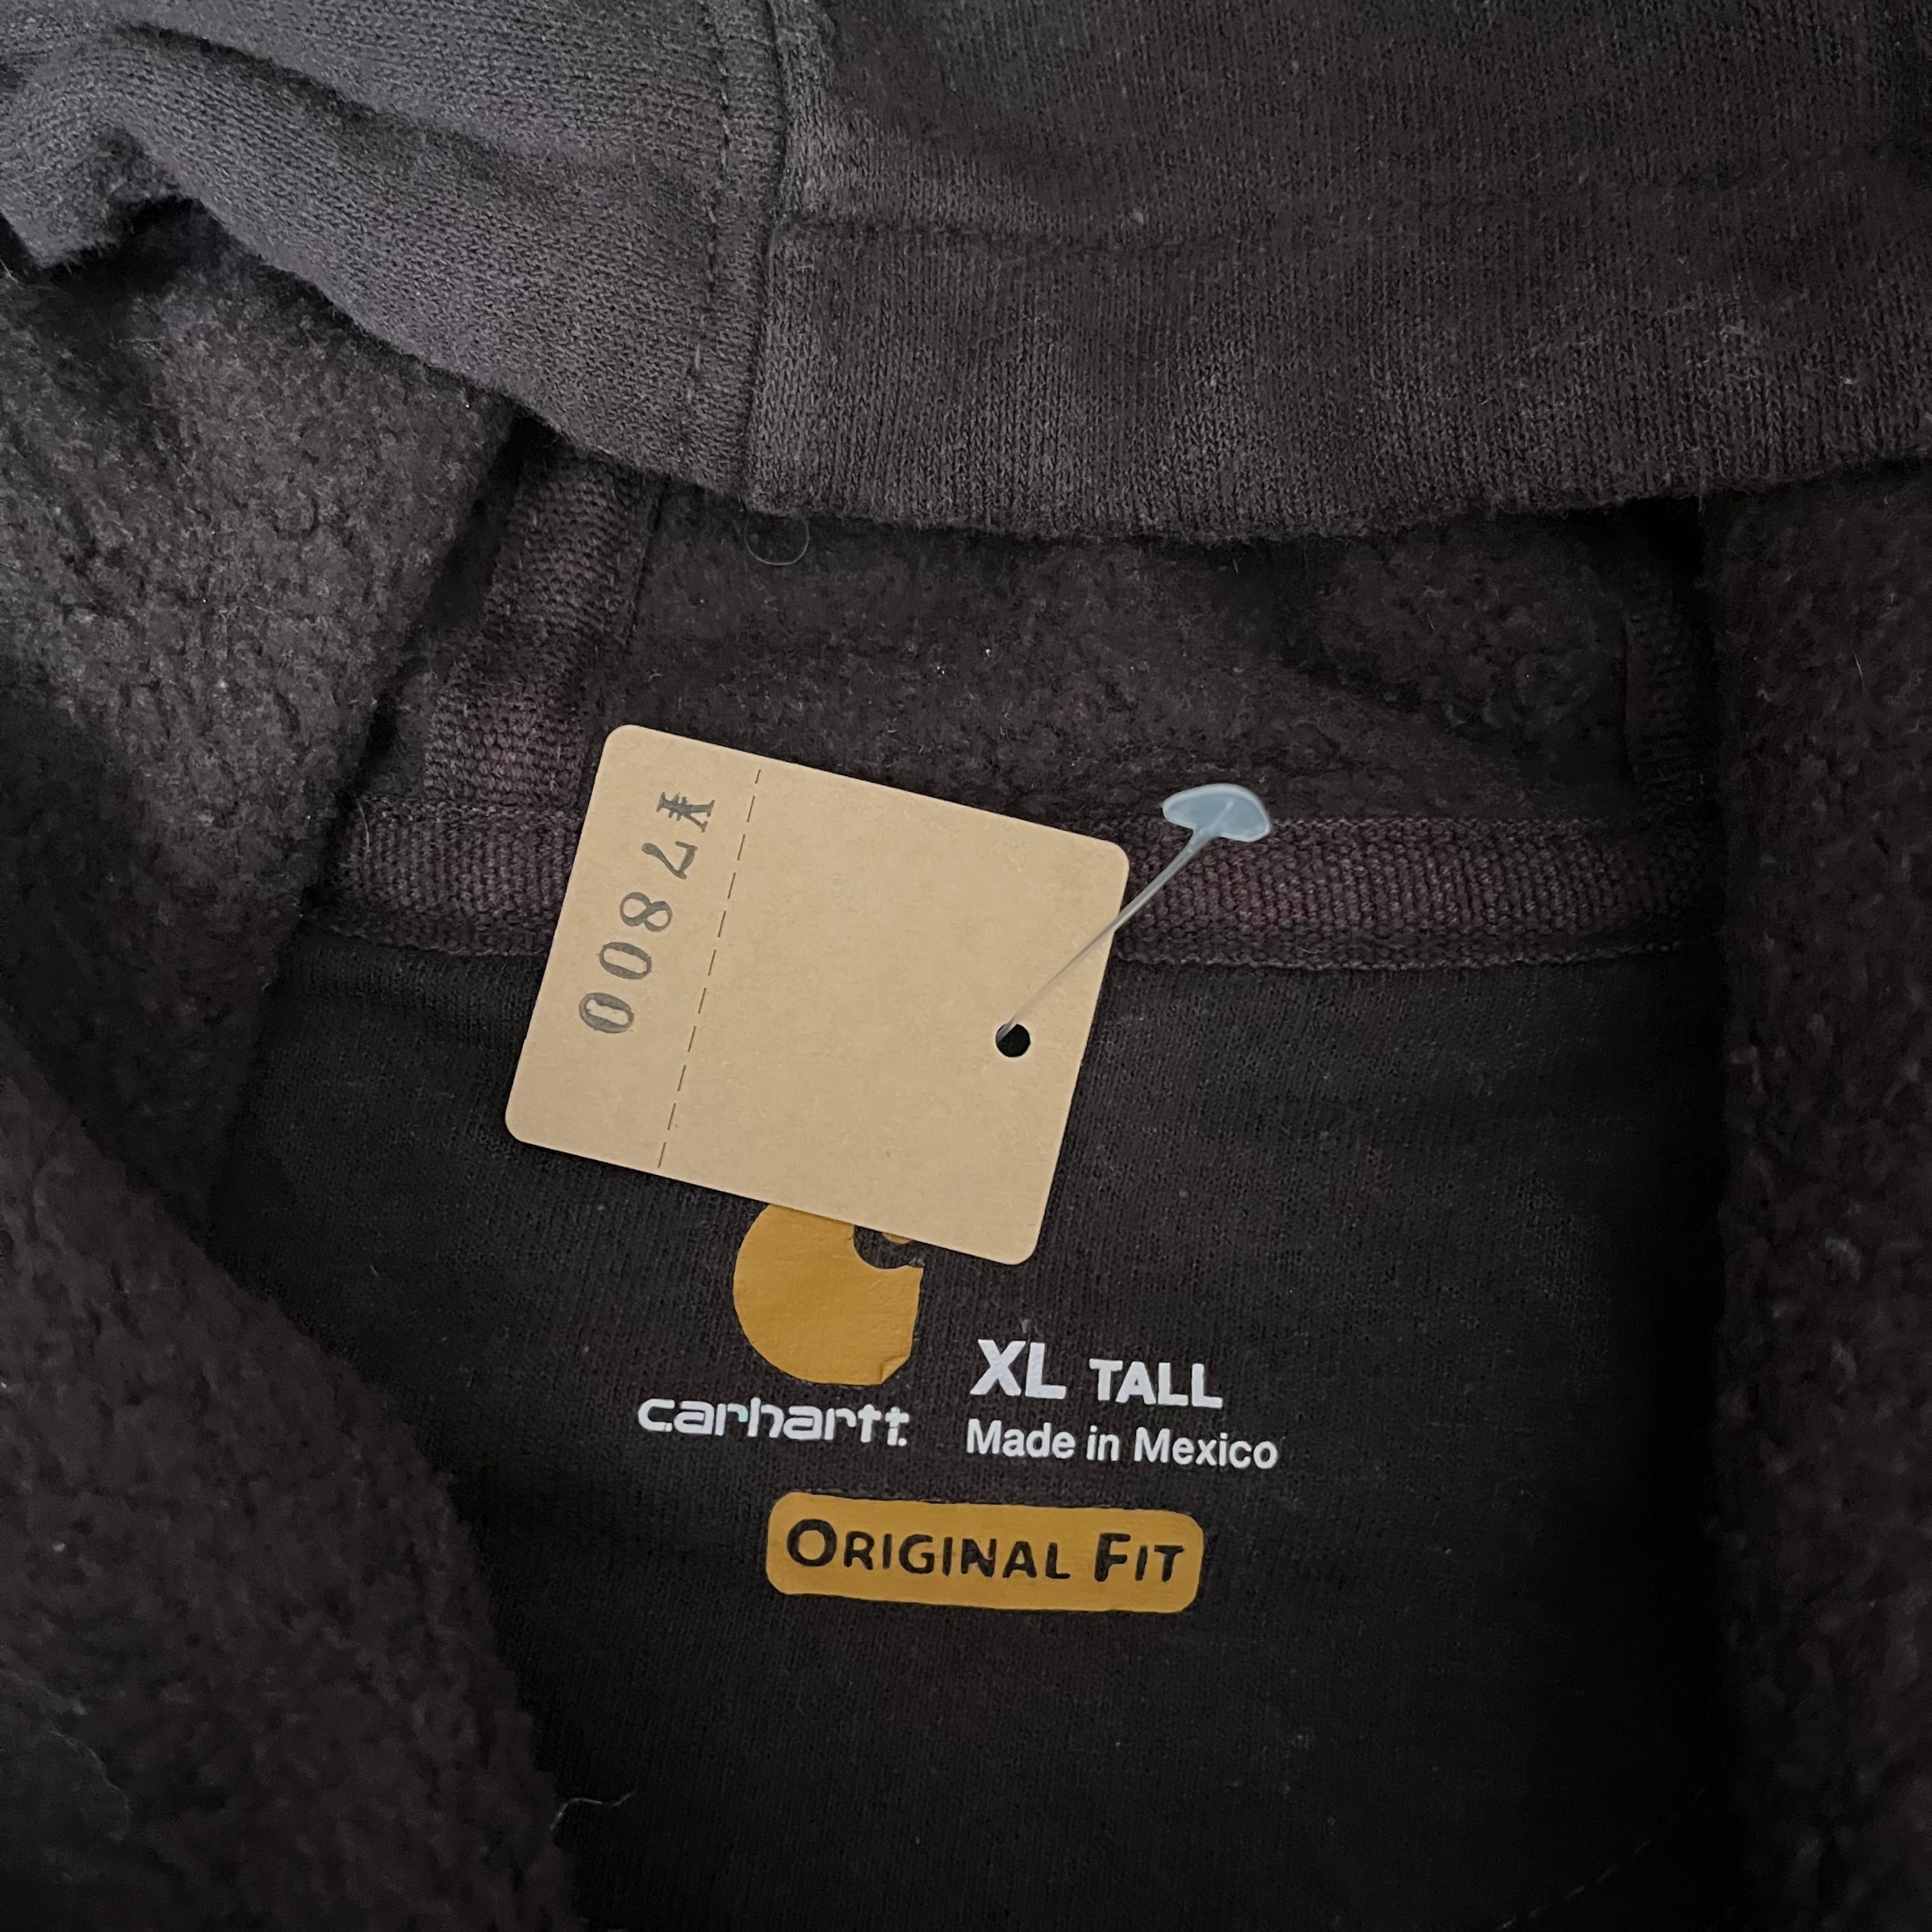 ¥7800
carhartt.
XL TALL
Made in Mexico
ORIGINAL FIT